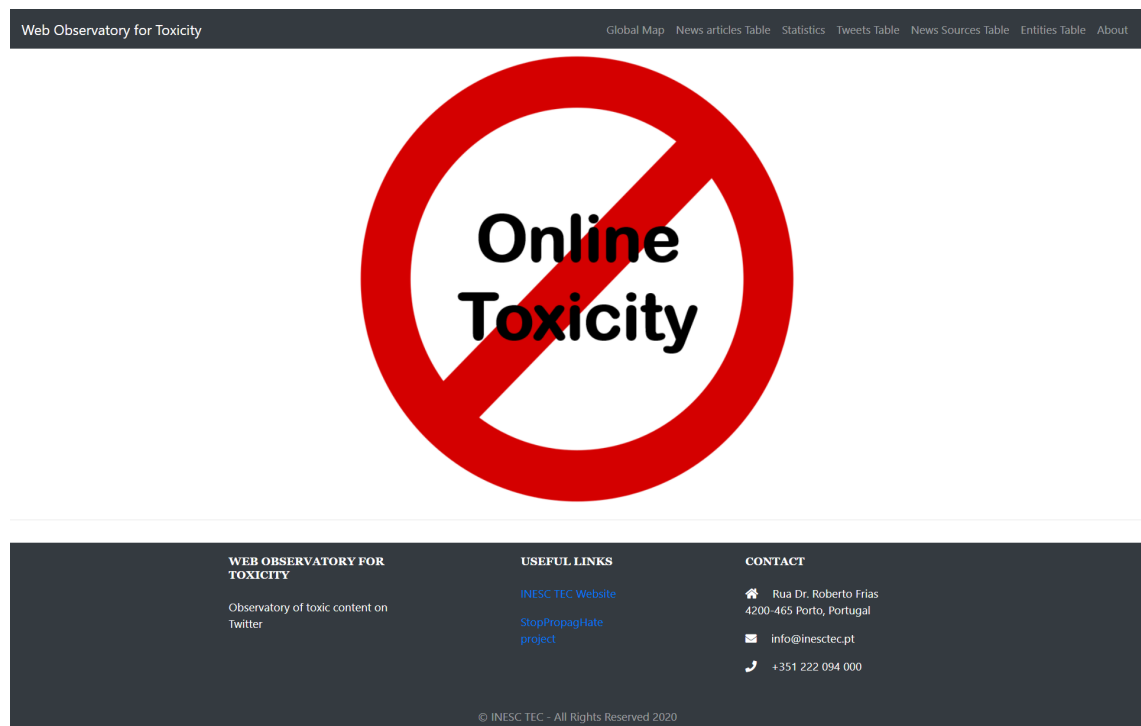 Web Observatory for Toxicity
Global Map News articles Table Statistics Tweets Table News Sources Table Entities Table About
Online
Toxicity
WEB OBSERVATORY FOR
TOXICITY
Observatory of toxic content on
Twitter
USEFUL LINKS
INESC TEC Website
StopPropagHate
project
CONTACT
Rua Dr. Roberto Frias
4200-465 Porto, Portugal
info@inesctec.pt
+351 222 094 000
© INESC TEC - All Rights Reserved 2020